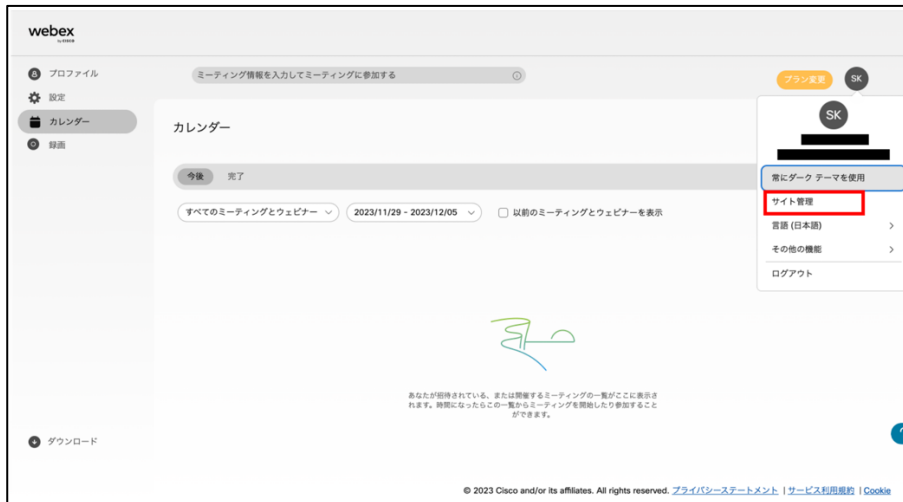 webex
by CISCO
プロファイル
設定
カレンダー
録画
ダウンロード
ミーティング情報を入力してミーティングに参加する
プラン変更
SK
カレンダー
今後
完了
すべてのミーティングとウェビナー
2023/11/29 - 2023/12/05
以前のミーティングとウェビナーを表示
SK
常にダーク テーマを使用
サイト管理
言語 (日本語)
その他の機能
ログアウト
あなたが招待されている、または開催するミーティングの一覧がここに表示さ
れます。時間になったらこの一覧からミーティングを開始したり参加すること
ができます。
© 2023 Cisco and/or its affiliates. All rights reserved. プライバシーステートメント | サービス利用規約 | Cookie